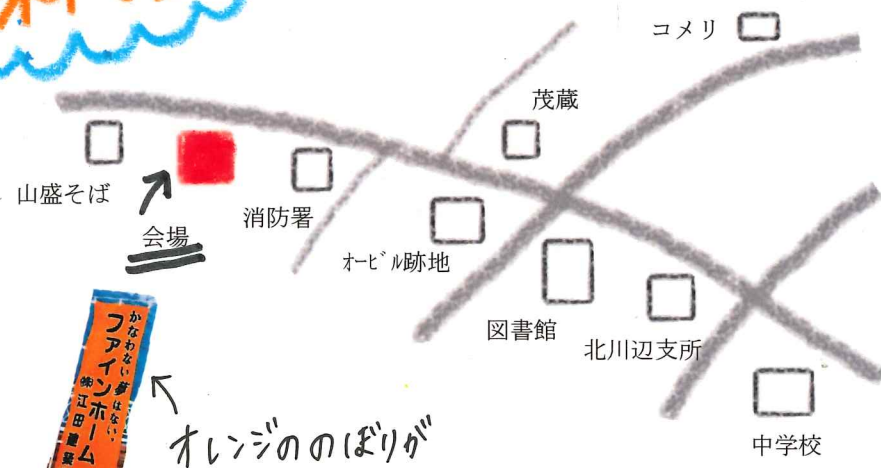 コメリ
茂蔵
山盛そば
会場
消防署
オービル跡地
図書館
北川辺支所
中学校
かなわない夢はない。
ファインホーム
㈱江田建築
オレンジののぼりが